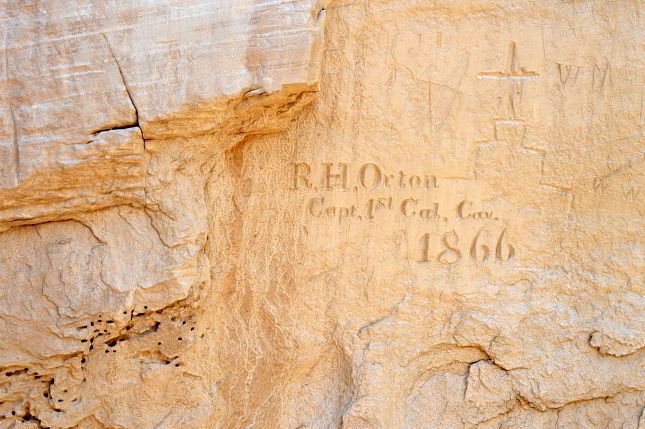 R.H. Orton
Capt. 1st Cal. Cav.
1866
W M